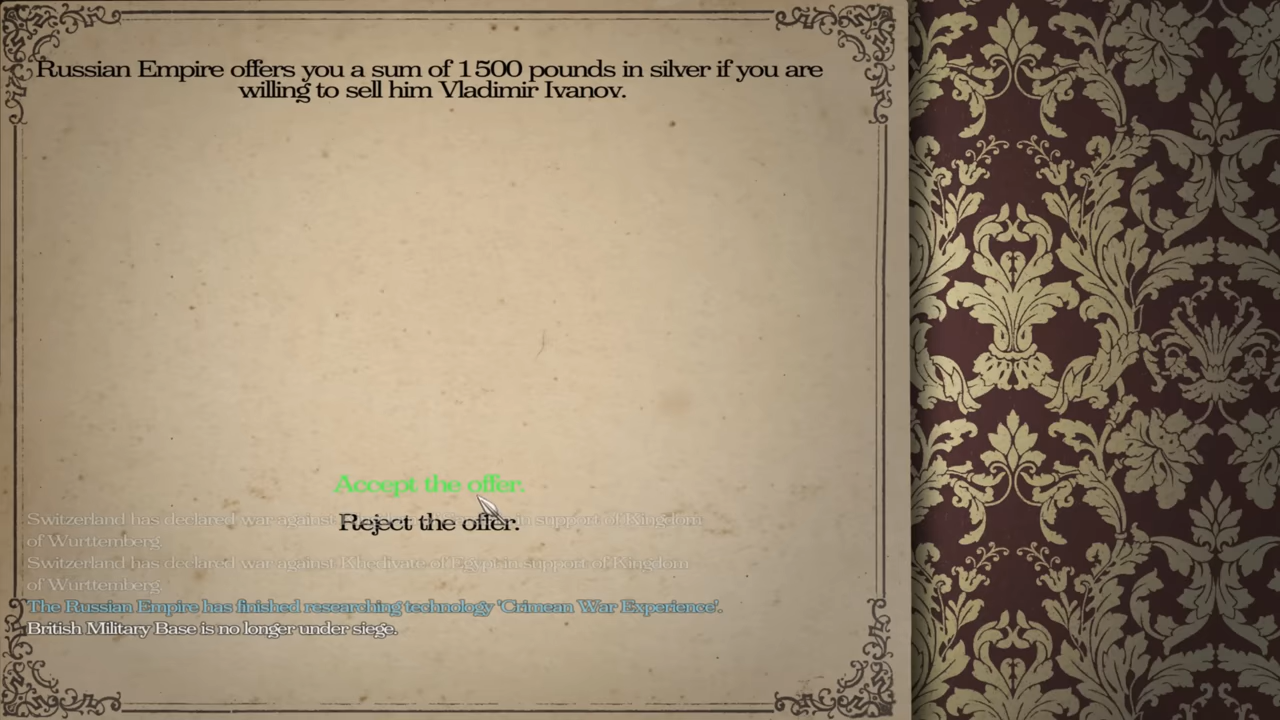 Russian Empire offers you a sum of 1500 pounds in silver if you are
willing to sell him Vladimir Ivanov.
Accept the offer.
Reject the offer.
Switzerland has declared war against in support of Kingdom
of Wurttemberg.
Switzerland has declared war against Khedivate of Egypt in support of Kingdom
of Wurttemberg.
The Russian Empire has finished researching technology 'Crimean War Experience'.
British Military Base is no longer under siege.